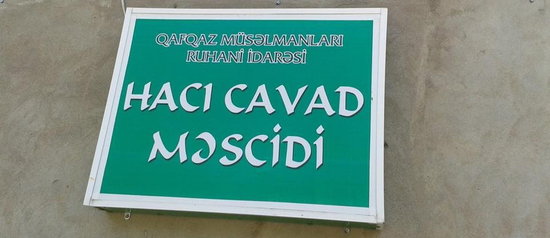 QAFQAZ MÜSƏLMANLARI
RUHANİ İDARƏSİ
HACI CAVAD
MƏSCİDİ